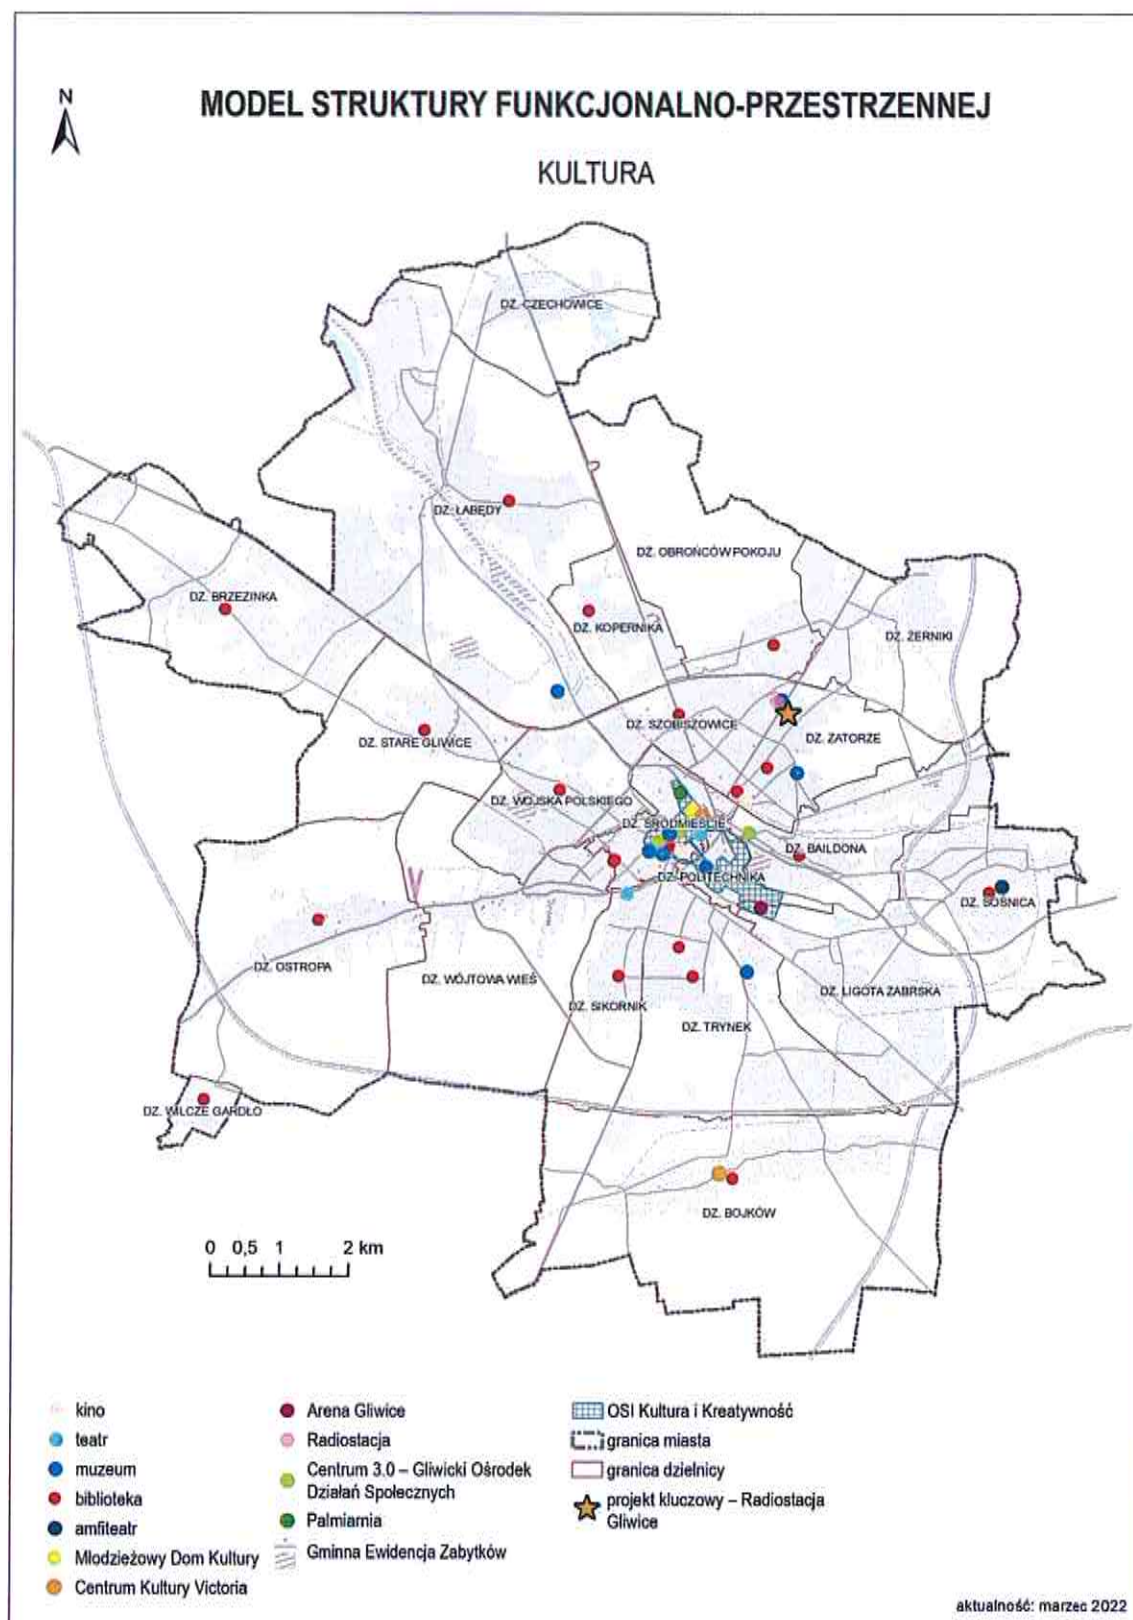 MODEL STRUKTURY FUNKCJONALNO-PRZESTRZENNEJ
N
KULTURA
DZ. CZECHOWICE
DZ. ŁABĘDY
DZ. OBROŃCÓW POKOJU
DZ. BRZEZINKA
DZ. KOPERNIKA
DZ. ŻERNIKI
DZ. SZOBISZOWICE
DZ. ZATORZE
DZ. STARE GLIWICE
DZ. WOJSKA POLSKIEGO
DZ. ŚRÓDMIEŚCIE
DZ. BAILDONA
DZ. POLITECHNIKA
DZ. SOŚNICA
DZ. OSTROPA
DZ. WÓJTOWA WIEŚ
DZ. LIGOTA ZABRSKA
DZ. SIKORNIK
DZ. TRYNEK
DZ. WILCZE GARDŁO
DZ. BOJKÓW
0 0,5 1 2 km
kino
teatr
muzeum
biblioteka
amfiteatr
Młodzieżowy Dom Kultury
Centrum Kultury Victoria
Arena Gliwice
Radiostacja
Centrum 3.0 – Gliwicki Ośrodek
Działań Społecznych
Palmiarnia
Gminna Ewidencja Zabytków
OSI Kultura i Kreatywność
granica miasta
granica dzielnicy
projekt kluczowy – Radiostacja
Gliwice
aktualność: marzec 2022